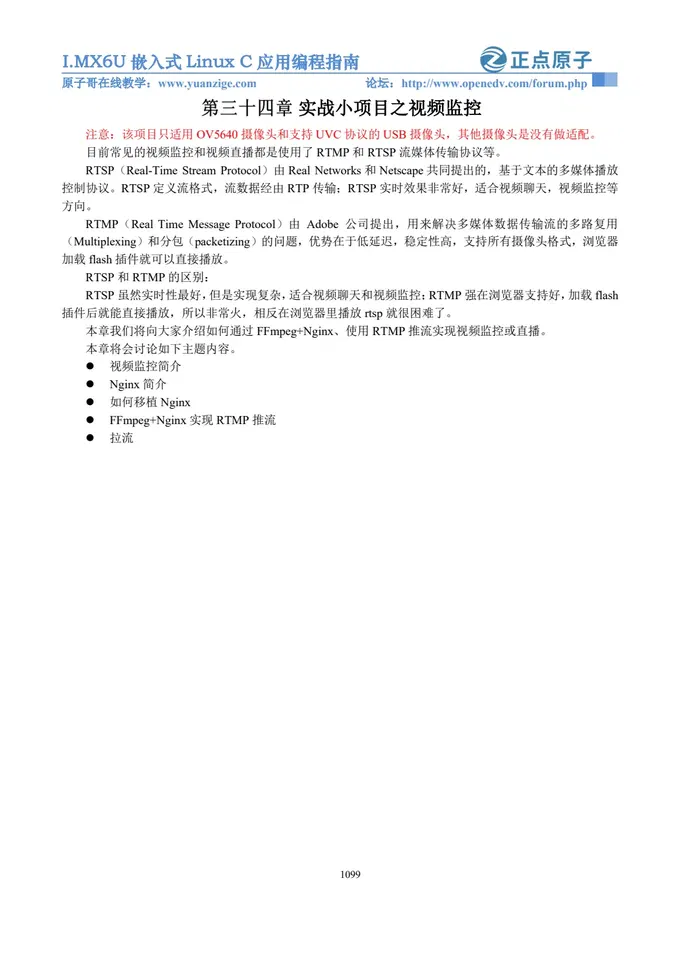 I.MX6U 嵌入式 Linux C 应用编程指南
正点原子
原子哥在线教学：www.yuanzige.com 论坛：http://www.openedv.com/forum.php
第三十四章 实战小项目之视频监控
注意：该项目只适用 OV5640 摄像头和支持 UVC 协议的 USB 摄像头，其他摄像头是没有做适配。
目前常见的视频监控和视频直播都是使用了 RTMP 和 RTSP 流媒体传输协议等。
RTSP（Real-Time Stream Protocol）由 Real Networks 和 Netscape 共同提出的，基于文本的多媒体播放
控制协议。RTSP 定义流格式，流数据经由 RTP 传输；RTSP 实时效果非常好，适合视频聊天，视频监控等
方向。
RTMP（Real Time Message Protocol）由 Adobe 公司提出，用来解决多媒体数据传输流的多路复用
（Multiplexing）和分包（packetizing）的问题，优势在于低延迟，稳定性高，支持所有摄像头格式，浏览器
加载 flash 插件就可以直接播放。
RTSP 和 RTMP 的区别：
RTSP 虽然实时性最好，但是实现复杂，适合视频聊天和视频监控；RTMP 强在浏览器支持好，加载 flash
插件后就能直接播放，所以非常火，相反在浏览器里播放 rtsp 就很困难了。
本章我们将向大家介绍如何通过 FFmpeg+Nginx、使用 RTMP 推流实现视频监控或直播。
本章将会讨论如下主题内容。
● 视频监控简介
● Nginx 简介
● 如何移植 Nginx
● FFmpeg+Nginx 实现 RTMP 推流
● 拉流
1099